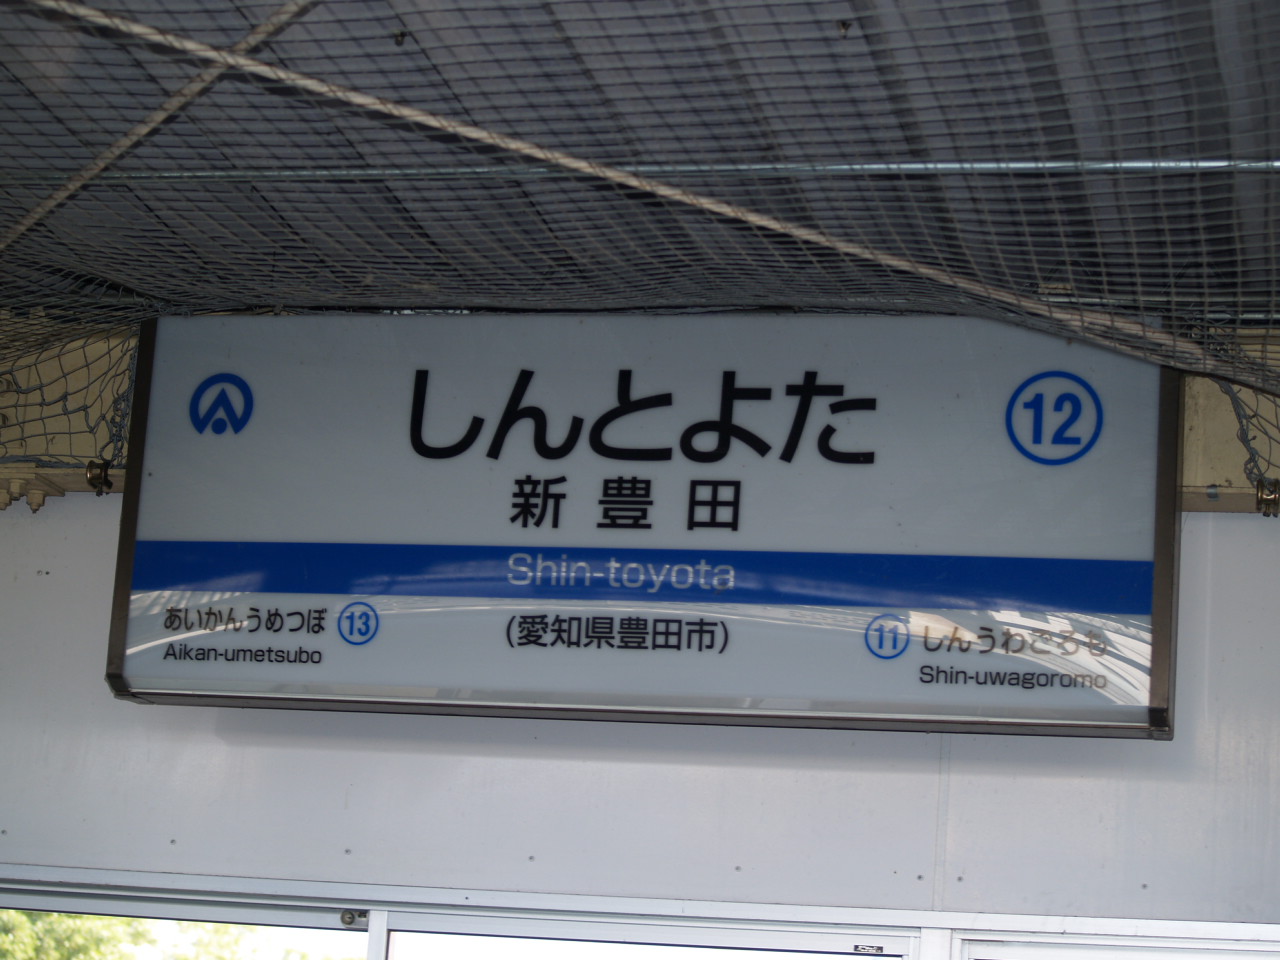 しんとよた
12
新豊田
Shin-toyota
あいかんうめつぼ 13
Aikan-umetsubo
(愛知県豊田市)
11 しんうわごろも
Shin-uwagoromo